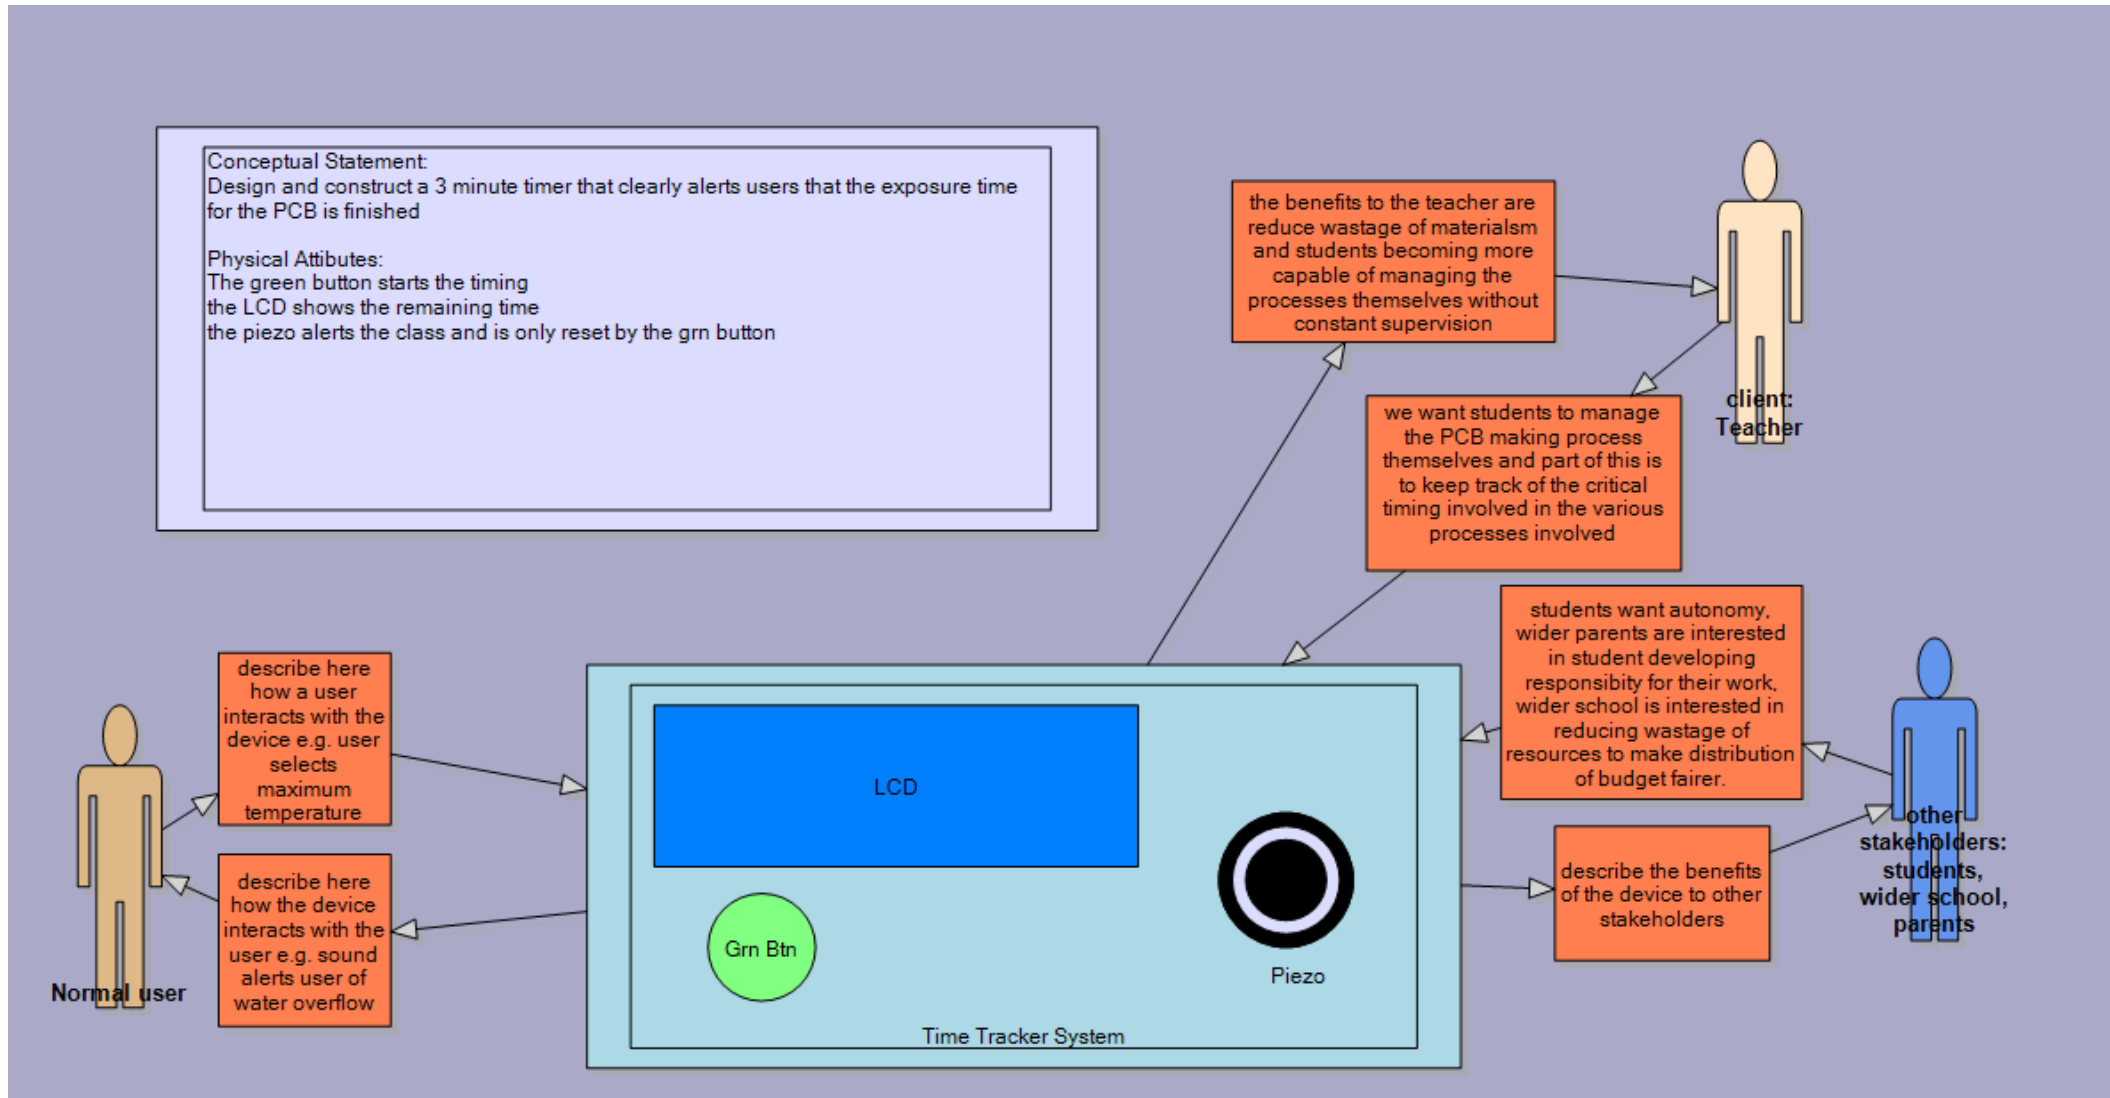 Conceptual Statement:
Design and construct a 3 minute timer that clearly alerts users that the exposure time
for the PCB is finished
Physical Attibutes:
The green button starts the timing
the LCD shows the remaining time
the piezo alerts the class and is only reset by the grn button
the benefits to the teacher are
reduce wastage of materialsm
and students becoming more
capable of managing the
processes themselves without
constant supervision
client:
Teacher
we want students to manage
the PCB making process
themselves and part of this is
to keep track of the critical
timing involved in the various
processes involved
students want autonomy,
wider parents are interested
in student developing
responsibity for their work,
wider school is interested in
reducing wastage of
resources to make distribution
of budget fairer.
other
stakeholders:
students,
wider school,
parents
describe the benefits
of the device to other
stakeholders
describe here
how a user
interacts with the
device e.g. user
selects
maximum
temperature
describe here
how the device
interacts with the
user e.g. sound
alerts user of
water overflow
Normal user
LCD
Grn Btn
Piezo
Time Tracker System